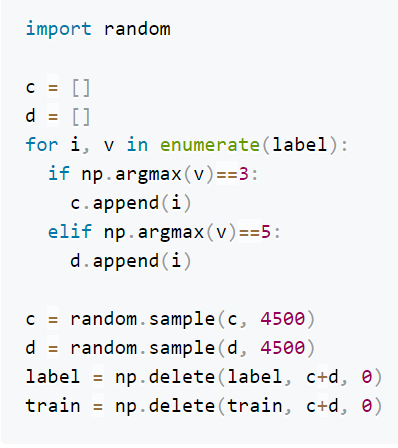 import random

c = []
d = []
for i, v in enumerate(label):
  if np.argmax(v)==3:
    c.append(i)
  elif np.argmax(v)==5:
    d.append(i)

c = random.sample(c, 4500)
d = random.sample(d, 4500)
label = np.delete(label, c+d, 0)
train = np.delete(train, c+d, 0)